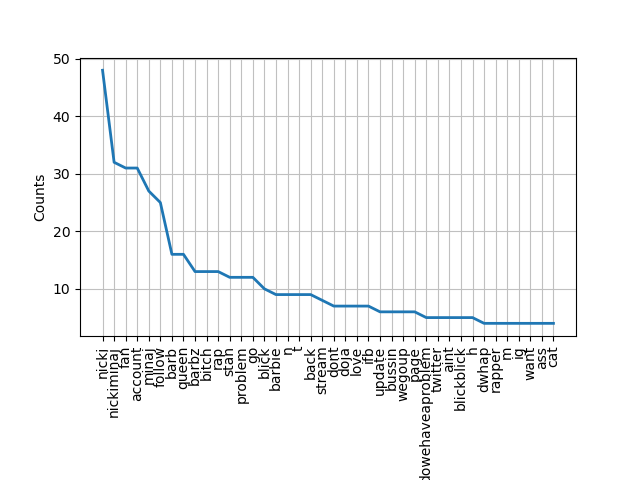 50
40
30
20
10
Counts
nicki
nickiminaj
fan
account
minaj
follow
barb
queen
barbz
bitch
rap
stan
problem
go
blick
barbie
n
t
back
stream
dont
doja
love
ifb
update
bussin
wegoup
page
dowehaveaproblem
twitter
aint
blickblick
h
dwhap
rapper
m
ig
want
ass
cat